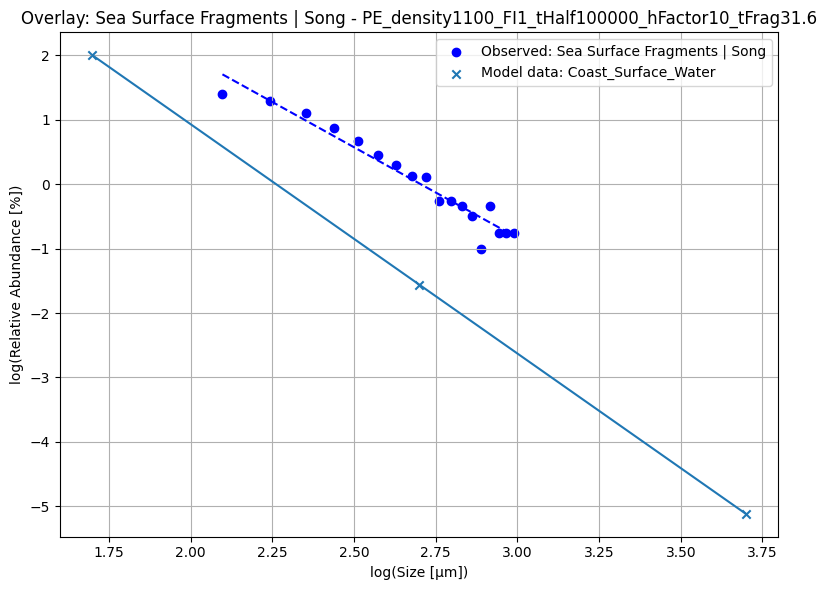 Overlay: Sea Surface Fragments | Song - PE_density1100_FI1_tHalf100000_hFactor10_tFrag31.6
Observed: Sea Surface Fragments | Song
Model data: Coast_Surface_Water
2
1
0
−1
−2
−3
−4
−5
log(Relative Abundance [%])
1.75 2.00 2.25 2.50 2.75 3.00 3.25 3.50 3.75
log(Size [µm])